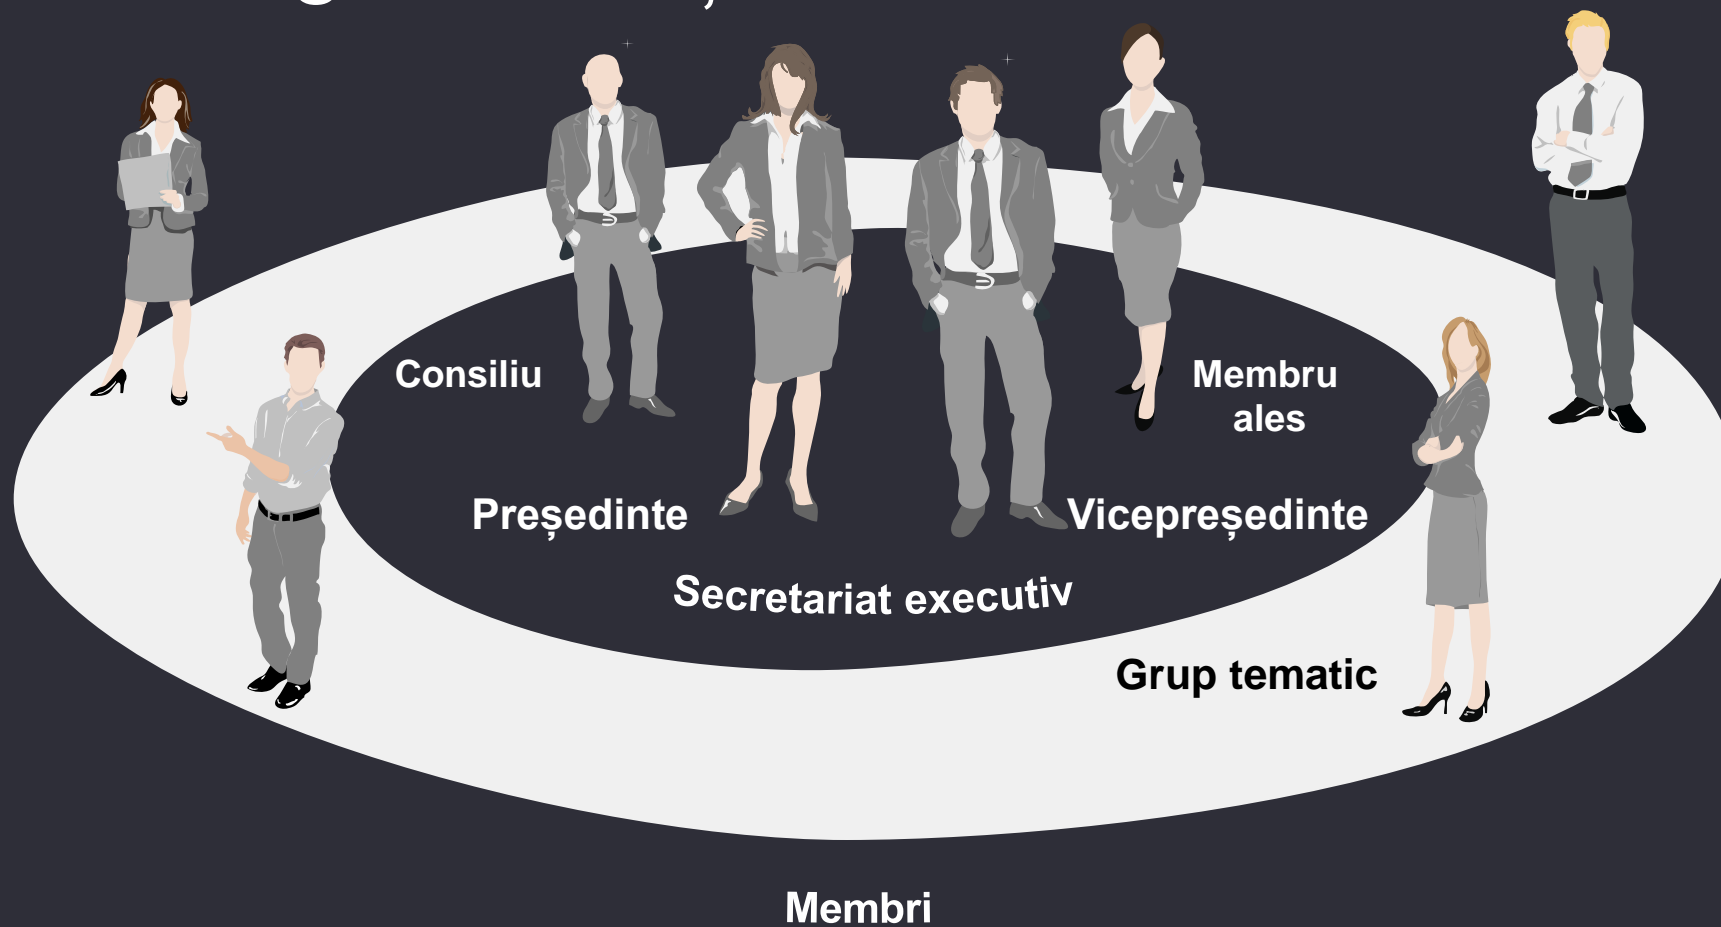 Consiliu
Membru
ales
Președinte
Vicepreședinte
Secretariat executiv
Grup tematic
Membri